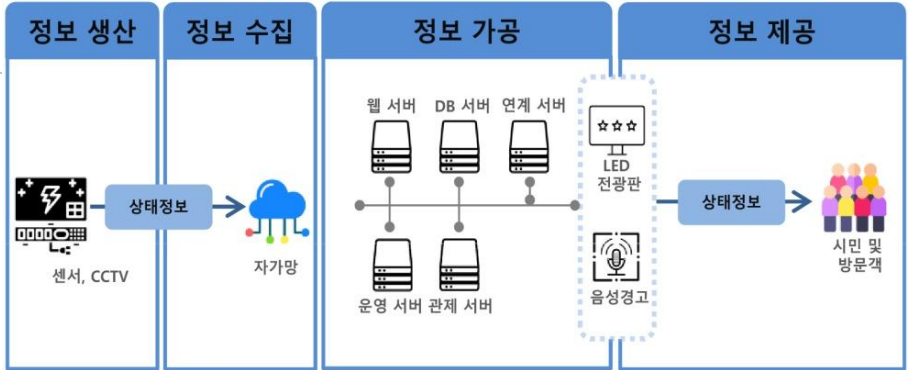 정보 생산
정보 수집
정보 가공
정보 제공
웹 서버
DB 서버
연계 서버
LED
전광판
상태정보
상태정보
센서, CCTV
자가망
운영 서버
관제 서버
음성경고
시민 및
방문객